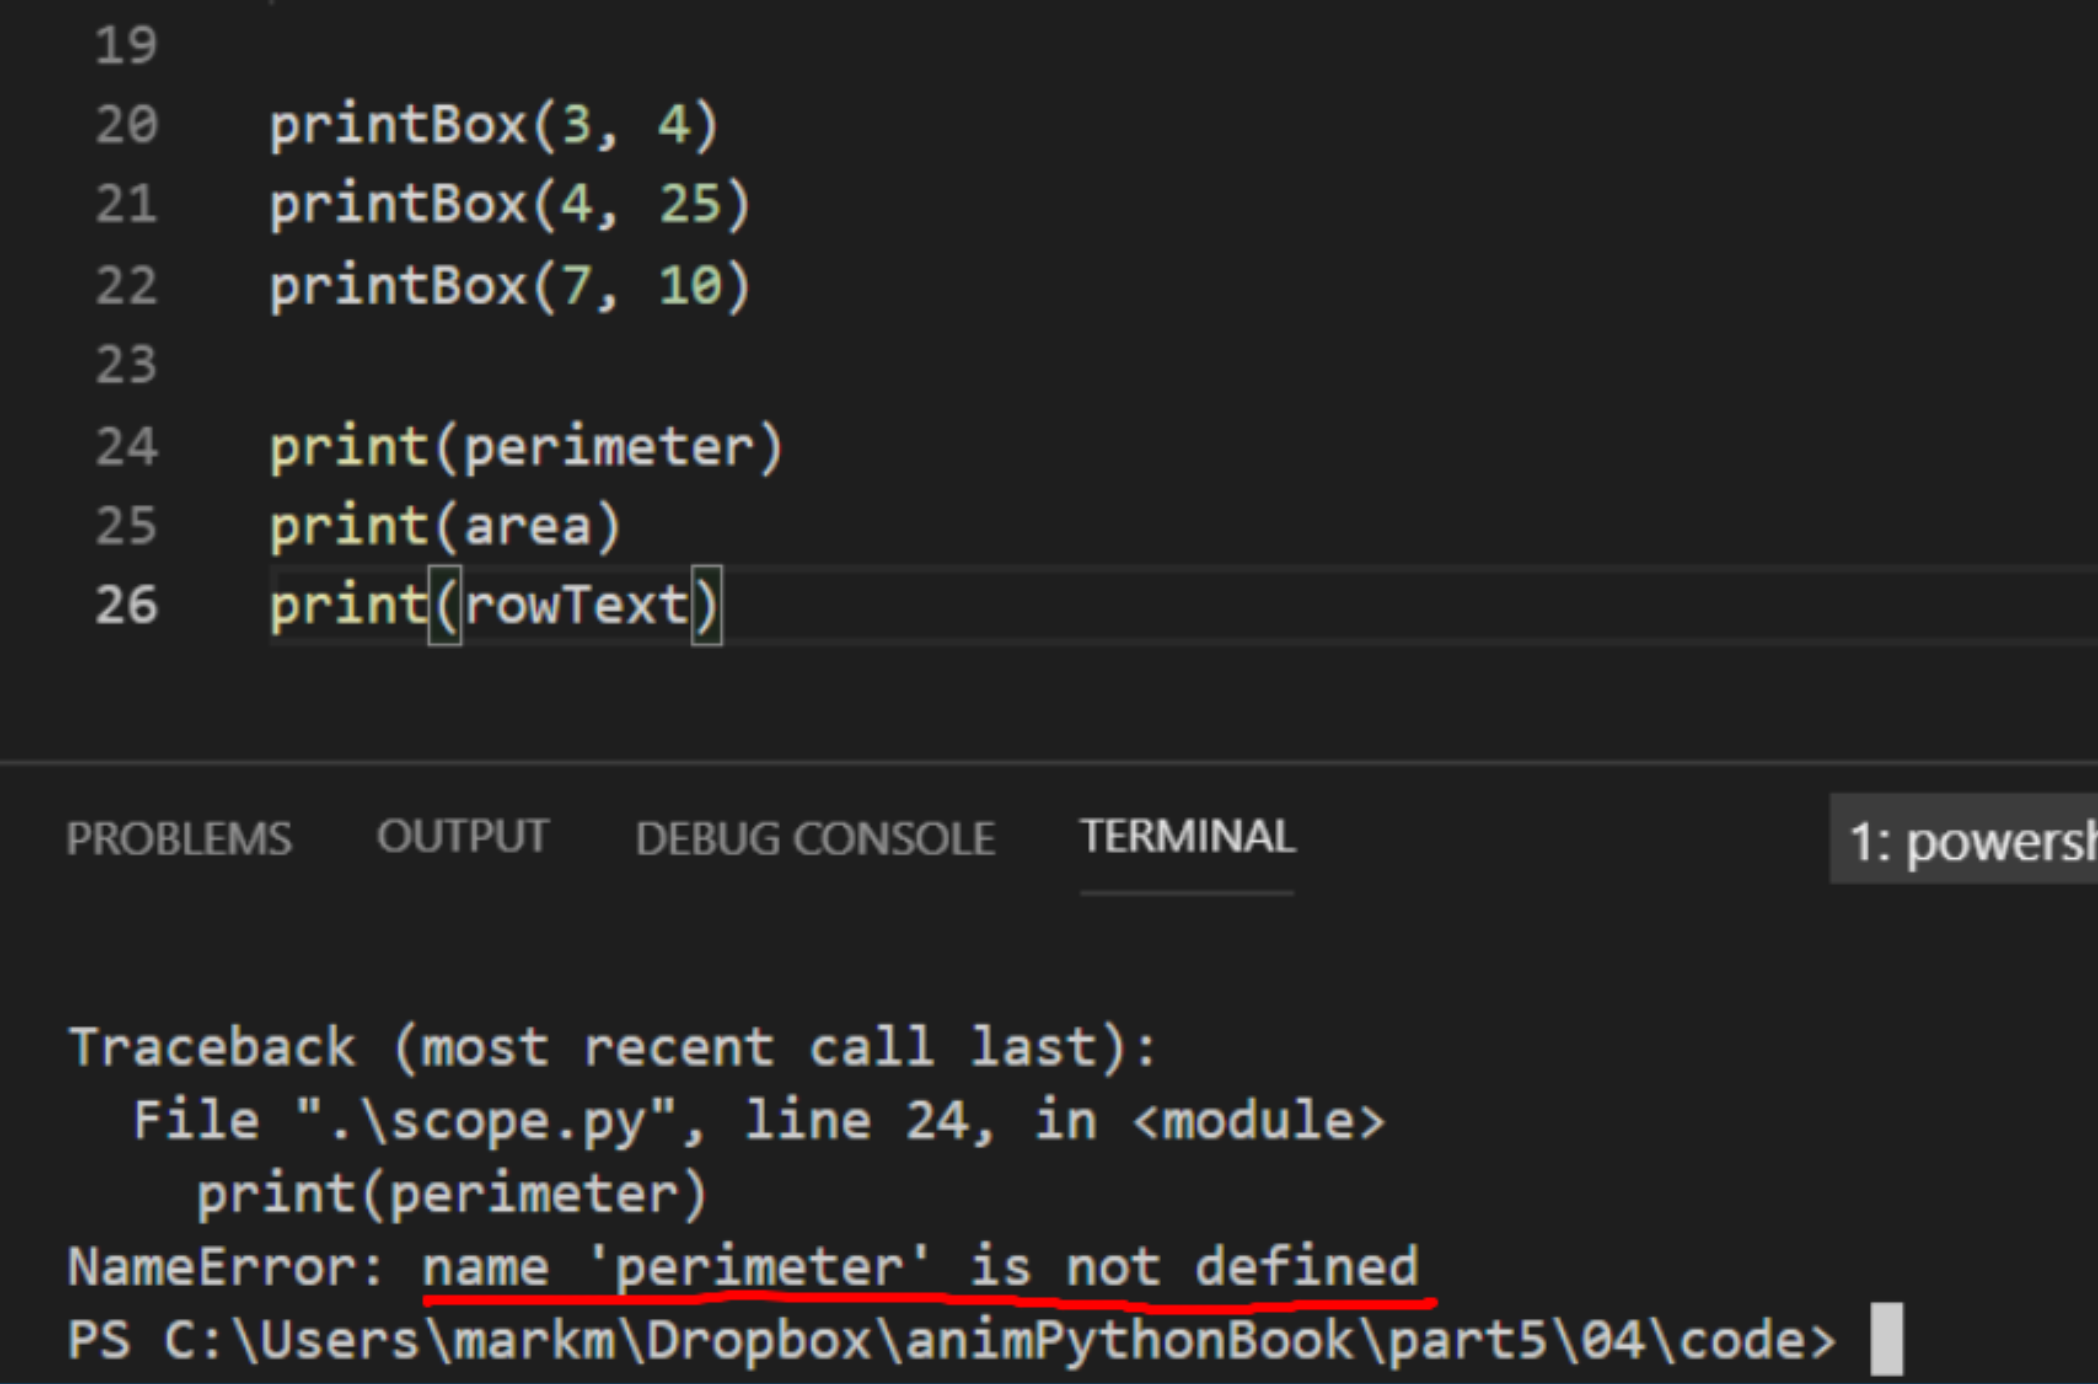 19
20 printBox(3, 4)
21 printBox(4, 25)
22 printBox(7, 10)
23
24 print(perimeter)
25 print(area)
26 print(rowText)
PROBLEMS OUTPUT DEBUG CONSOLE TERMINAL 1: powersh
Traceback (most recent call last):
  File ".\scope.py", line 24, in <module>
    print(perimeter)
NameError: name 'perimeter' is not defined
PS C:\Users\markm\Dropbox\animPythonBook\part5\04\code>